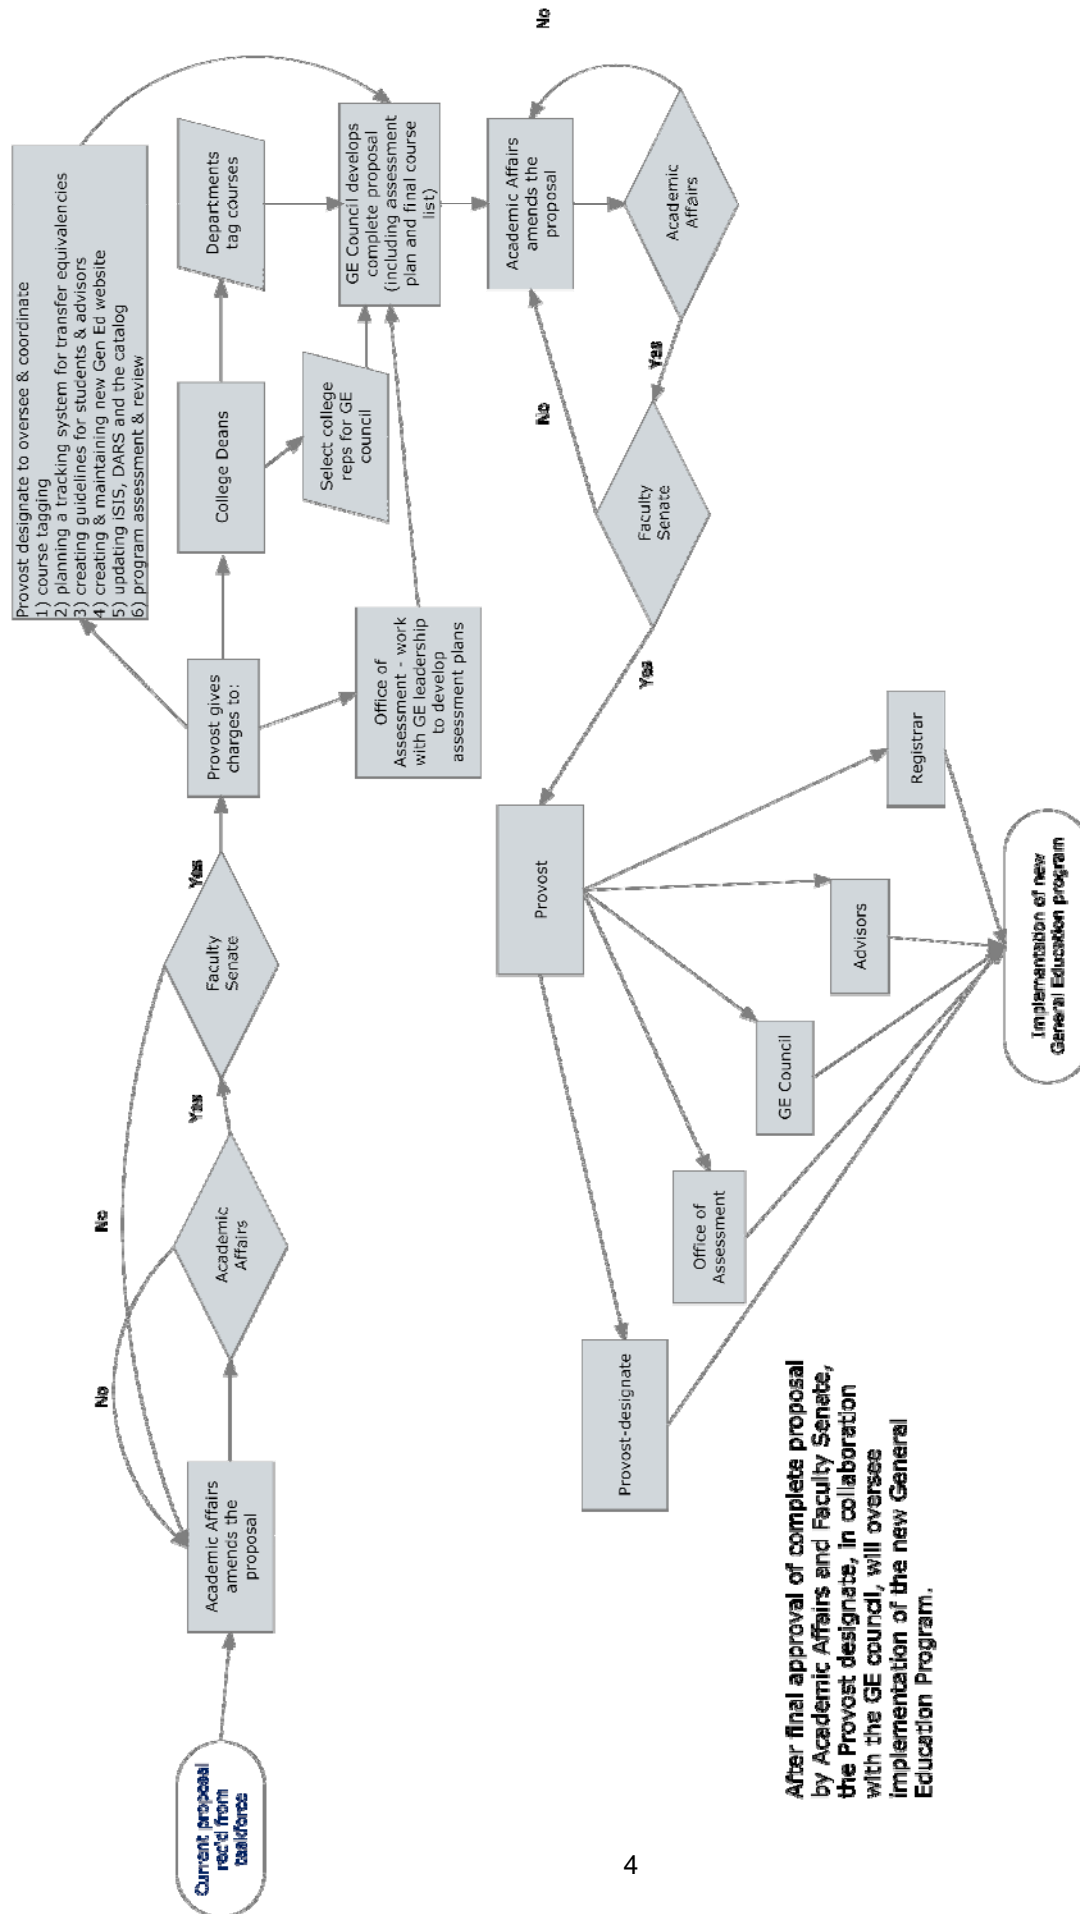 Current proposal
rec'd from
taskforce
Academic Affairs
amends the
proposal
No
Academic
Affairs
No
Yes
Faculty
Senate
Yes
Provost gives
charges to:
Provost designate to oversee & coordinate
1) course tagging
2) planning a tracking system for transfer equivalencies
3) creating guidelines for students & advisors
4) creating & maintaining new Gen Ed website
5) updating iSIS, DARS and the catalog
6) program assessment & review
College Deans
Departments
tag courses
Select college
reps for GE
council
Office of
Assessment - work
with GE leadership
to develop
assessment plans
GE Council develops
complete proposal
(including assessment
plan and final course
list)
Academic Affairs
amends the
proposal
No
Academic
Affairs
Yes
No
Faculty
Senate
Yes
Provost
Provost-designate
Office of
Assessment
GE Council
Advisors
Registrar
Implementation of new
General Education program
After final approval of complete proposal
by Academic Affairs and Faculty Senate,
the Provost designate, in collaboration
with the GE council, will oversee
implementation of the new General
Education Program.
4